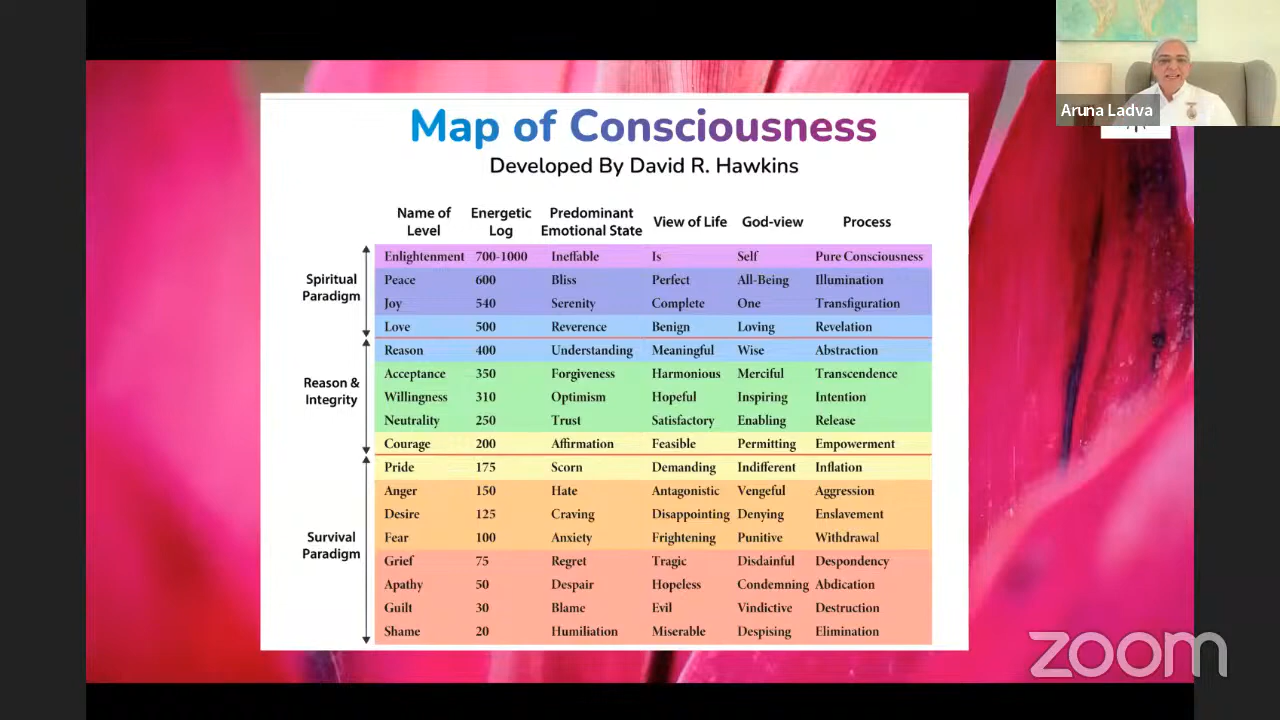 Aruna Ladva
Map of Consciousness
Developed By David R. Hawkins
Name of Level Energetic Log Predominant Emotional State View of Life God-view Process
Spiritual Paradigm
Enlightenment 700-1000 Ineffable Is Self Pure Consciousness
Peace 600 Bliss Perfect All-Being Illumination
Joy 540 Serenity Complete One Transfiguration
Love 500 Reverence Benign Loving Revelation
Reason & Integrity
Reason 400 Understanding Meaningful Wise Abstraction
Acceptance 350 Forgiveness Harmonious Merciful Transcendence
Willingness 310 Optimism Hopeful Inspiring Intention
Neutrality 250 Trust Satisfactory Enabling Release
Courage 200 Affirmation Feasible Permitting Empowerment
Survival Paradigm
Pride 175 Scorn Demanding Indifferent Inflation
Anger 150 Hate Antagonistic Vengeful Aggression
Desire 125 Craving Disappointing Denying Enslavement
Fear 100 Anxiety Frightening Punitive Withdrawal
Grief 75 Regret Tragic Disdainful Despondency
Apathy 50 Despair Hopeless Condemning Abdication
Guilt 30 Blame Evil Vindictive Destruction
Shame 20 Humiliation Miserable Despising Elimination
zoom